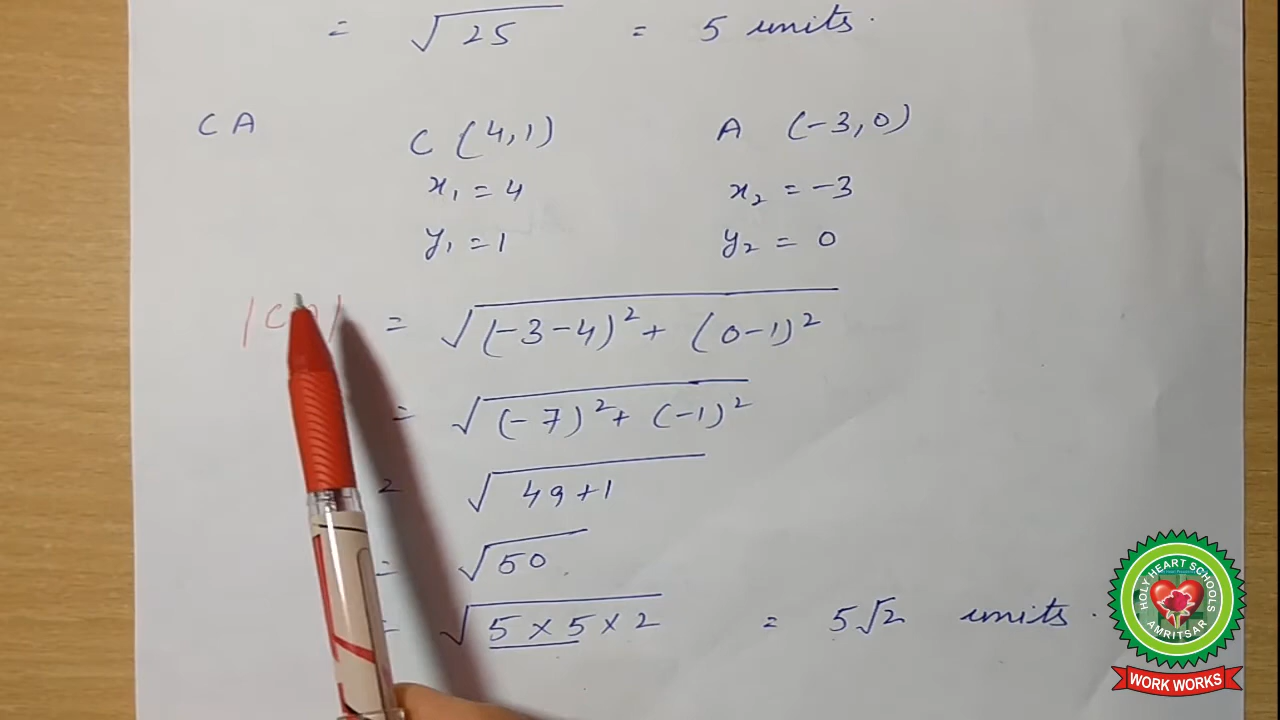 = √25 = 5 units.
CA C (4,1) A (-3,0)
x₁ = 4 x₂ = -3
y₁ = 1 y₂ = 0
= √(-3-4)² + (0-1)²
= √(-7)² + (-1)²
= √49+1
= √50
= √5×5×2 = 5√2 units.
HOLY HEART SCHOOLS
AMRITSAR
WORK WORKS